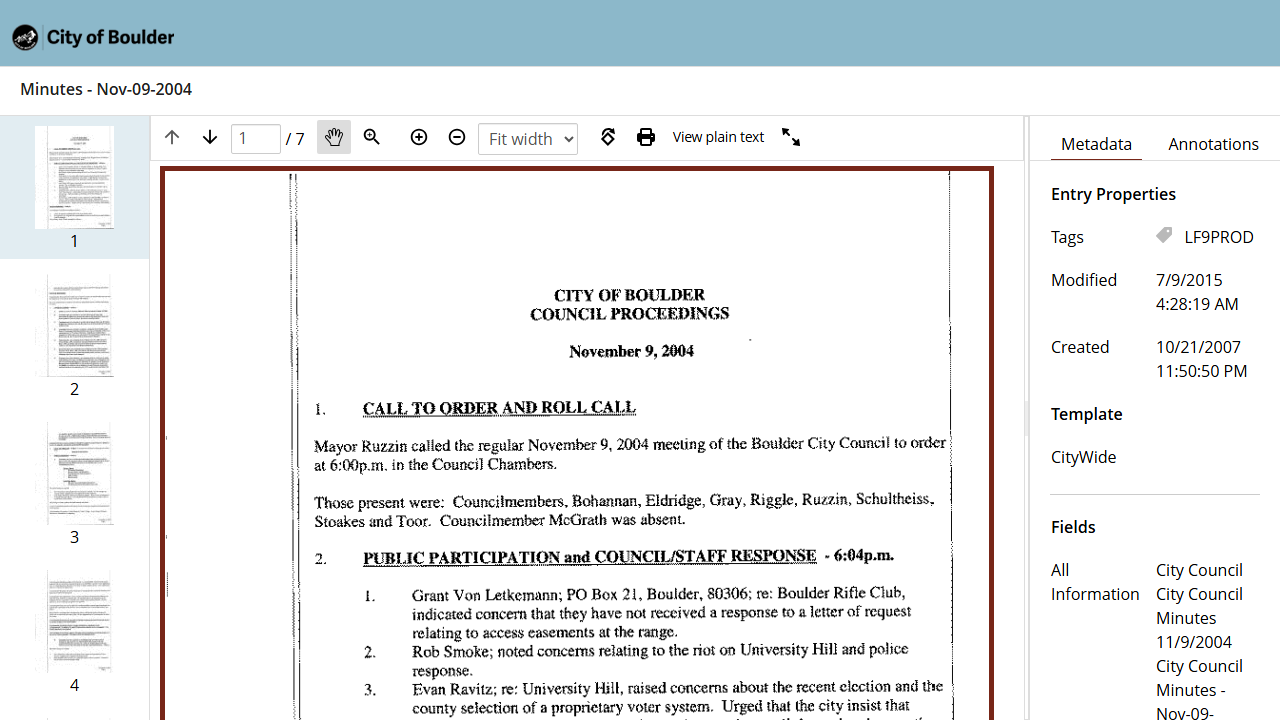 City of Boulder
Minutes - Nov-09-2004
1 / 7
Fit width
View plain text
1
2
3
4
CITY OF BOULDER
COUNCIL PROCEEDINGS
November 9, 2004
1. CALL TO ORDER AND ROLL CALL
Mayor Ruzzin called the regular November 9, 2004 meeting of the Boulder City Council to order
at 6:00p.m. in the Council Chambers.
Those present were: Councilmembers, Bohannan, Eldridge, Gray, Riggle, Ruzzin, Schultheiss,
Stoakes and Toor. Councilmember McGrath was absent.
2. PUBLIC PARTICIPATION and COUNCIL/STAFF RESPONSE - 6:04p.m.
1. Grant Von Letkemann; PO Box 21, Boulder, 80306; re: Boulder Rifle Club,
indicated concern that they have not received a response to a letter of request
relating to access easements at the range.
2. Rob Smoke; noted concerns relating to the riot on University Hill and police
response.
3. Evan Ravitz; re: University Hill, raised concerns about the recent election and the
county selection of a proprietary voter system. Urged that the city insist that
Metadata
Annotations
Entry Properties
Tags LF9PROD
Modified 7/9/2015
4:28:19 AM
Created 10/21/2007
11:50:50 PM
Template
CityWide
Fields
All City Council
Information City Council
Minutes
11/9/2004
City Council
Minutes -
Nov-09-